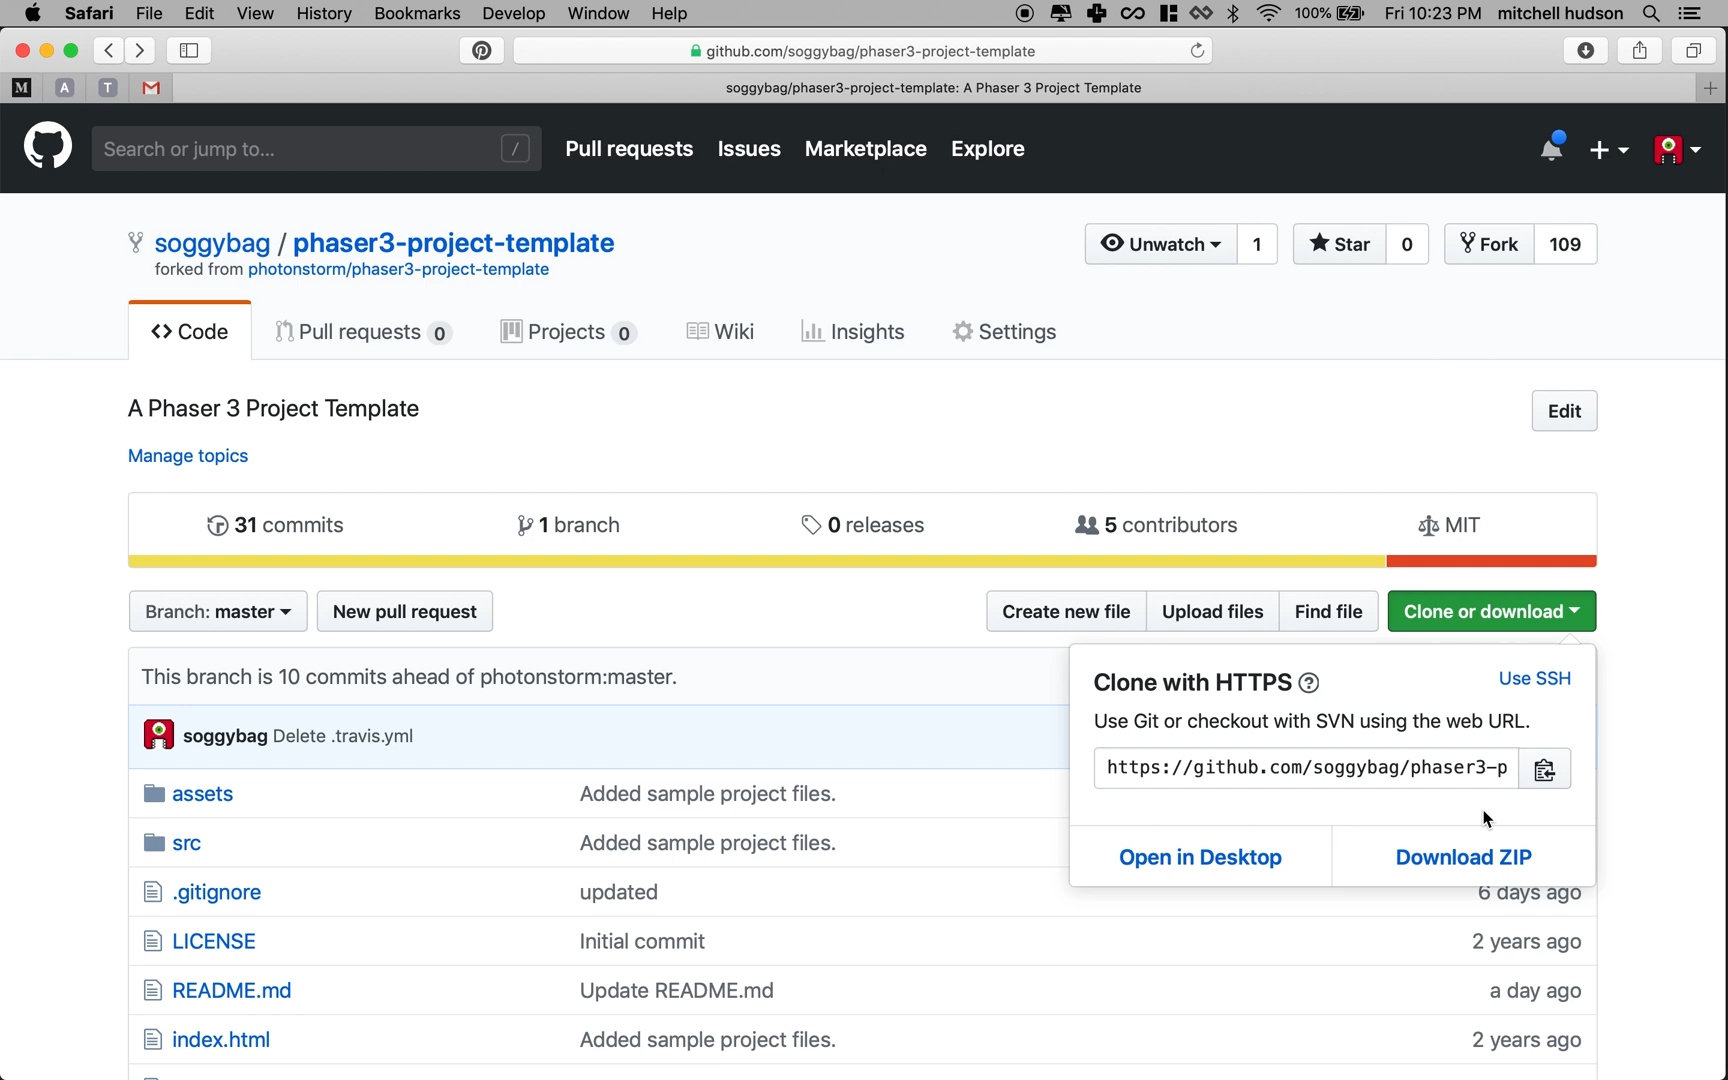 Safari File Edit View History Bookmarks Develop Window Help 100% Fri 10:23 PM mitchell hudson
github.com/soggybag/phaser3-project-template
M A T M soggybag/phaser3-project-template: A Phaser 3 Project Template +
Search or jump to... / Pull requests Issues Marketplace Explore
soggybag / phaser3-project-template Unwatch 1 Star 0 Fork 109
forked from photonstorm/phaser3-project-template
<> Code Pull requests 0 Projects 0 Wiki Insights Settings
A Phaser 3 Project Template Edit
Manage topics
31 commits 1 branch 0 releases 5 contributors MIT
Branch: master New pull request Create new file Upload files Find file Clone or download
This branch is 10 commits ahead of photonstorm:master.
Clone with HTTPS ? Use SSH
Use Git or checkout with SVN using the web URL.
https://github.com/soggybag/phaser3-p
Open in Desktop Download ZIP
soggybag Delete .travis.yml
assets Added sample project files.
src Added sample project files.
.gitignore updated 6 days ago
LICENSE Initial commit 2 years ago
README.md Update README.md a day ago
index.html Added sample project files. 2 years ago